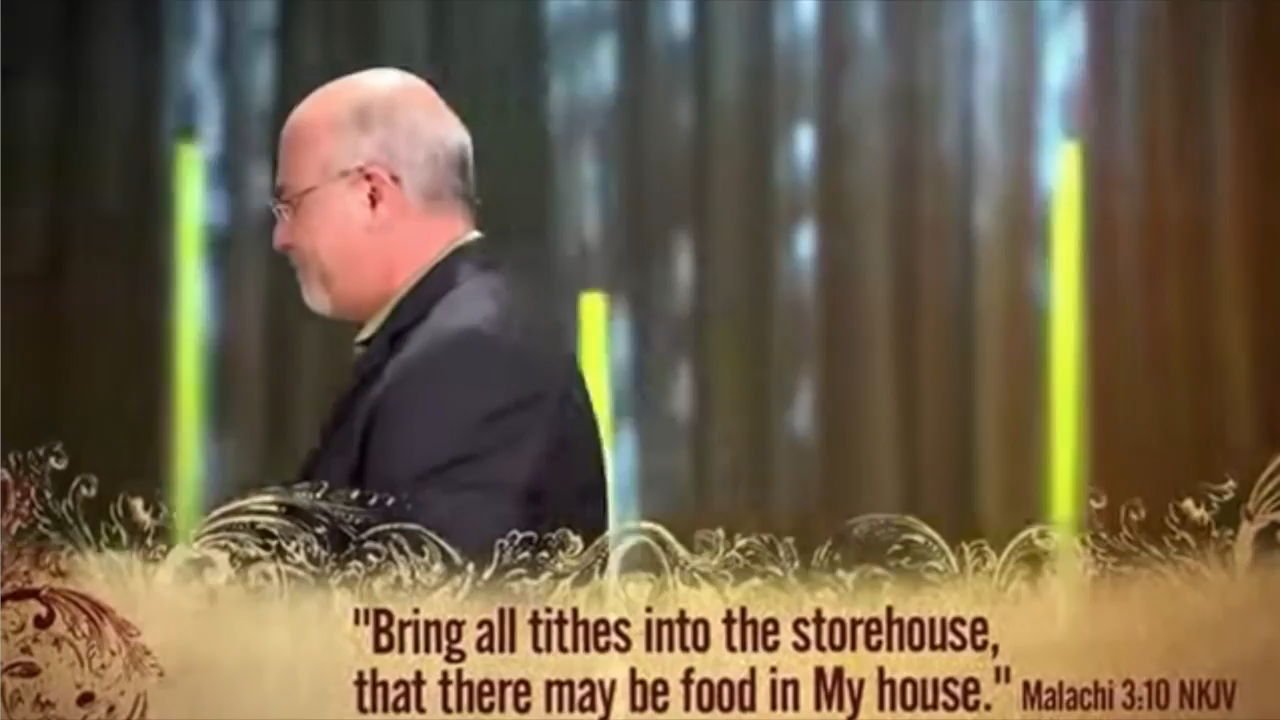 "Bring all tithes into the storehouse,
that there may be food in My house." Malachi 3:10 NKJV